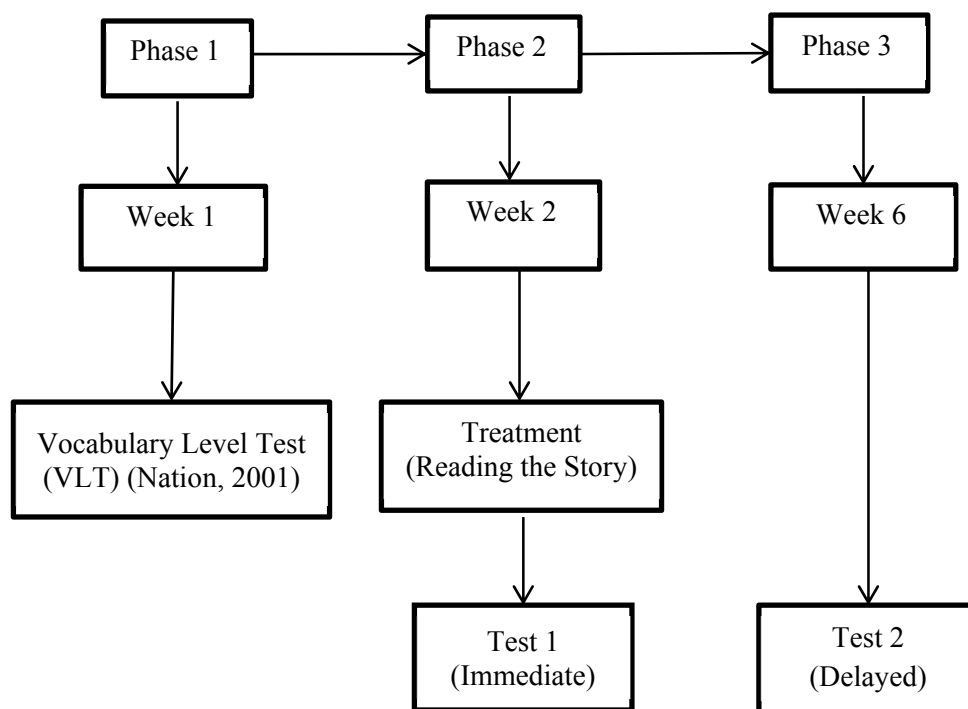 Phase 1
Phase 2
Phase 3
Week 1
Week 2
Week 6
Vocabulary Level Test
(VLT) (Nation, 2001)
Treatment
(Reading the Story)
Test 1
(Immediate)
Test 2
(Delayed)